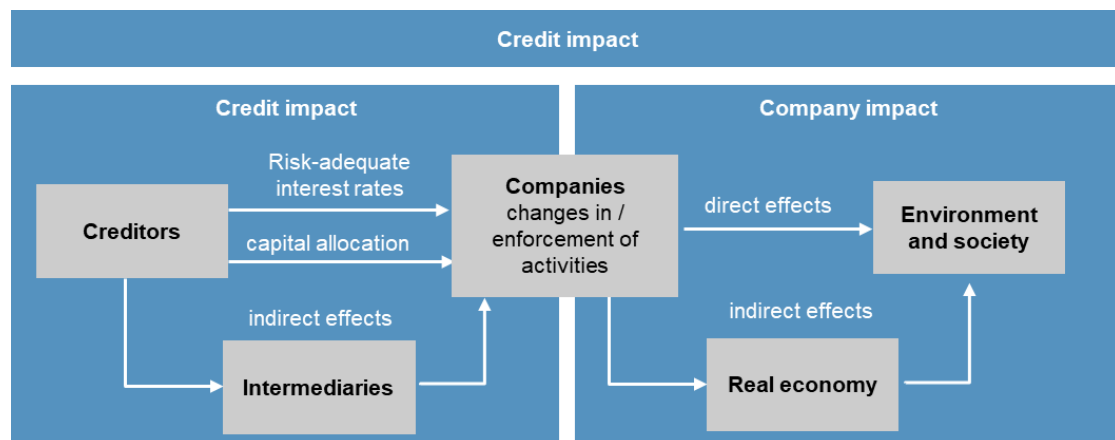 Credit impact
Credit impact
Risk-adequate
interest rates
Creditors
capital allocation
indirect effects
Intermediaries
Companies
changes in /
enforcement of
activities
Company impact
direct effects
Environment
and society
indirect effects
Real economy